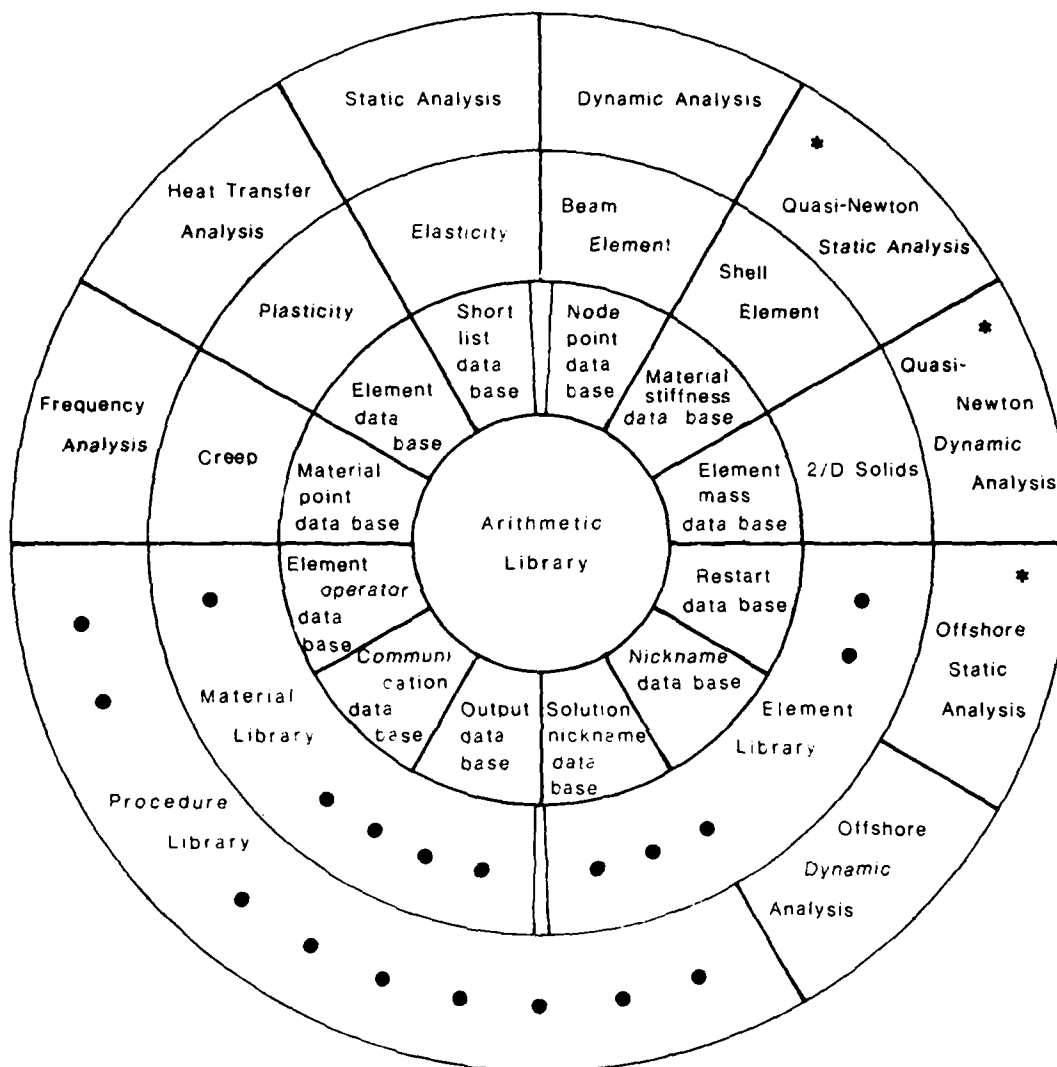 Static Analysis
Dynamic Analysis
*
Quasi-Newton
Static Analysis
*
Quasi-
Newton
Dynamic
Analysis
*
Offshore
Static
Analysis
Offshore
Dynamic
Analysis
Procedure
Library
Frequency
Analysis
Heat Transfer
Analysis
Elasticity
Beam
Element
Shell
Element
2/D Solids
Element
Library
Material
Library
Creep
Plasticity
Short
list
data
base
Node
point
data
base
Material
stiffness
data base
Element
mass
data base
Restart
data base
Nickname
data base
Solution
nickname
data
base
Output
data
base
Communi
cation
data
base
Element
operator
data
base
Material
point
data base
Element
data
base
Arithmetic
Library